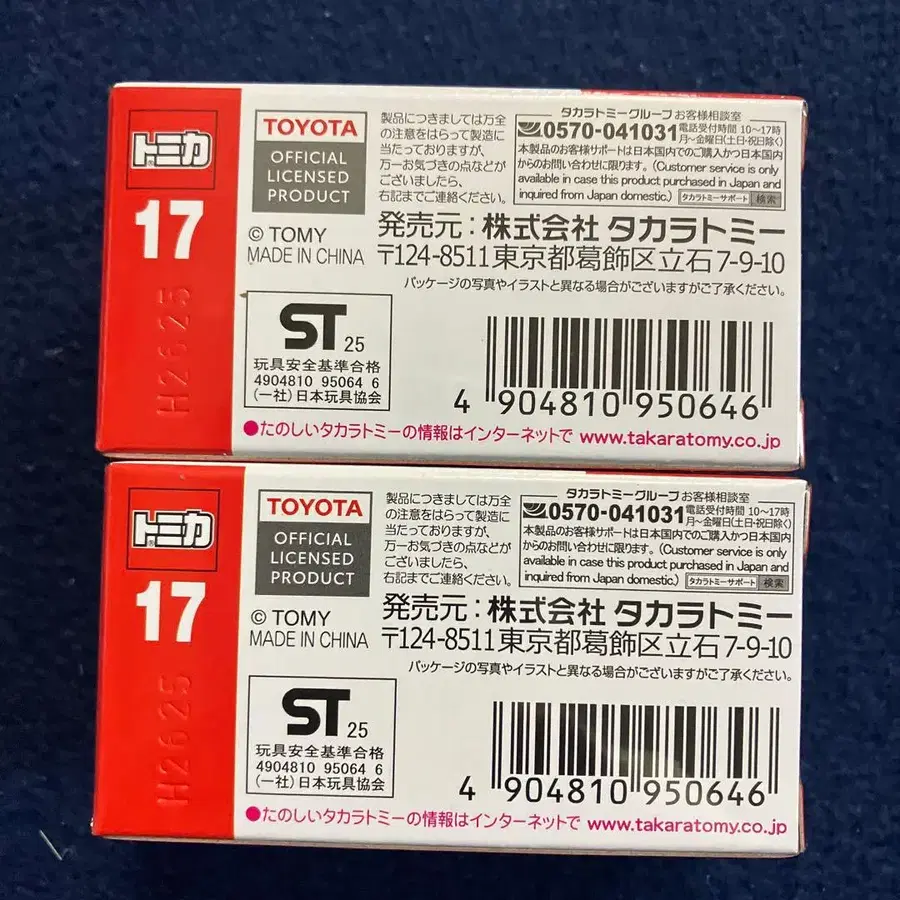 トミカ
17
H2625
TOYOTA
OFFICIAL
LICENSED
PRODUCT
© TOMY
MADE IN CHINA
製品につきましては万全
の注意をはらって製造に
当たっておりますが、
万一お気づきの点などが
ございましたら、
右記までご連絡ください。
タカラトミーグループお客様相談室
0570-041031 電話受付時間 10〜17時
月〜金曜日(土日・祝日除く)
本製品のお客様サポートは日本国内でのご購入かつ日本国内
からのお問い合わせに限ります。(Customer service is only
available in case this product purchased in Japan and
inquired from Japan domestic.) タカラトミーサポート 検索
発売元:株式会社 タカラトミー
〒124-8511 東京都葛飾区立石7-9-10
パッケージの写真やイラストと異なる場合がございますがご了承ください。
ST 25
玩具安全基準合格
4904810 95064 6
(一社)日本玩具協会
4 904810 950646
●たのしいタカラトミーの情報はインターネットで www.takaratomy.co.jp
トミカ
17
H2625
TOYOTA
OFFICIAL
LICENSED
PRODUCT
© TOMY
MADE IN CHINA
製品につきましては万全
の注意をはらって製造に
当たっておりますが、
万一お気づきの点などが
ございましたら、
右記までご連絡ください。
タカラトミーグループお客様相談室
0570-041031 電話受付時間 10〜17時
月〜金曜日(土日・祝日除く)
本製品のお客様サポートは日本国内でのご購入かつ日本国内
からのお問い合わせに限ります。(Customer service is only
available in case this product purchased in Japan and
inquired from Japan domestic.) タカラトミーサポート 検索
発売元:株式会社 タカラトミー
〒124-8511 東京都葛飾区立石7-9-10
パッケージの写真やイラストと異なる場合がございますがご了承ください。
ST 25
玩具安全基準合格
4904810 95064 6
(一社)日本玩具協会
4 904810 950646
●たのしいタカラトミーの情報はインターネットで www.takaratomy.co.jp